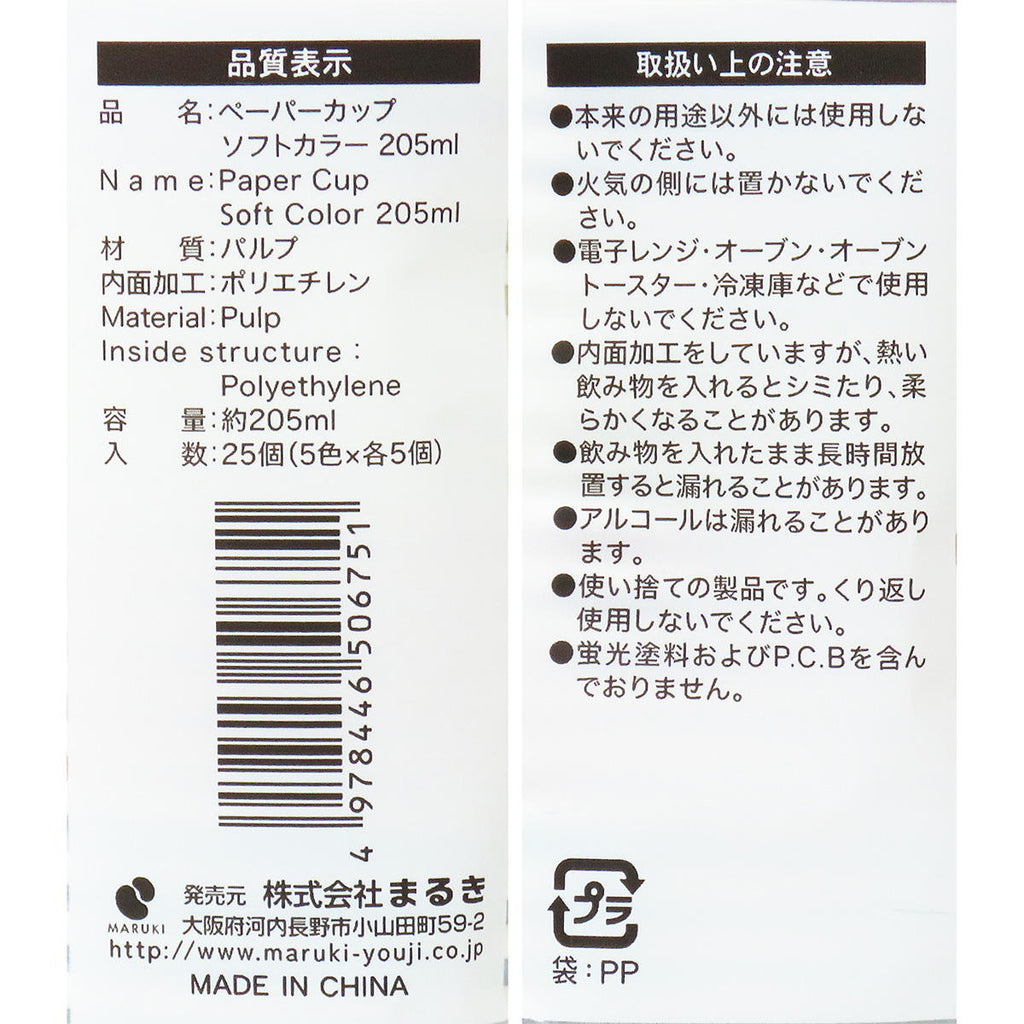 品質表示
品　　名:ペーパーカップ
ソフトカラー 205ml
Name:Paper Cup
Soft Color 205ml
材　　質:パルプ
内面加工:ポリエチレン
Material:Pulp
Inside structure :
Polyethylene
容　　量:約205ml
入　　数:25個(5色×各5個)
4 978446 506751
MARUKI
発売元 株式会社 まるき
大阪府河内長野市小山田町59-2
http://www.maruki-youji.co.jp
MADE IN CHINA
取扱い上の注意
●本来の用途以外には使用しな
いでください。
●火気の側には置かないでくだ
さい。
●電子レンジ・オーブン・オーブン
トースター・冷凍庫などで使用
しないでください。
●内面加工をしていますが、熱い
飲み物を入れるとシミたり、柔
らかくなることがあります。
●飲み物を入れたまま長時間放
置すると漏れることがあります。
●アルコールは漏れることがあり
ます。
●使い捨ての製品です。くり返し
使用しないでください。
●蛍光塗料およびP.C.Bを含ん
でおりません。
プラ
袋:PP